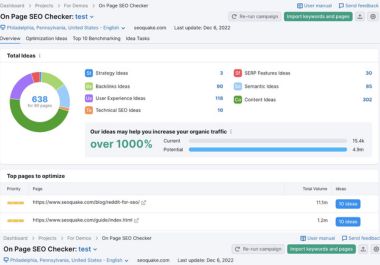 Dashboard > Projects > For Demos > On Page SEO Checker User manual Send feedback
On Page SEO Checker: test
Re-run campaign Import keywords and pages
Philadelphia, Pennsylvania, United States - English seoquake.com Last update: Dec 6, 2022
Overview Optimization Ideas Top 10 Benchmarking Idea Tasks
Total Ideas
638
for 86 pages
Strategy Ideas 3
Backlinks Ideas 90
User Experience Ideas 118
Technical SEO Ideas 10
SERP Features Ideas 30
Semantic Ideas 85
Content Ideas 302
Our ideas may help you increase your organic traffic
over 1000%
Current 15.4k
Potential 4.9m
Top pages to optimize
Priority Page Total Volume Ideas
https://www.seoquake.com/blog/reddit-for-seo/ 11.1m 10 ideas
https://www.seoquake.com/guide/index.html 1.2m 10 ideas
Dashboard > Projects > For Demos > On Page SEO Checker User manual Send feedback
On Page SEO Checker: test
Re-run campaign Import keywords and pages
Philadelphia, Pennsylvania, United States - English seoquake.com Last update: Dec 6, 2022